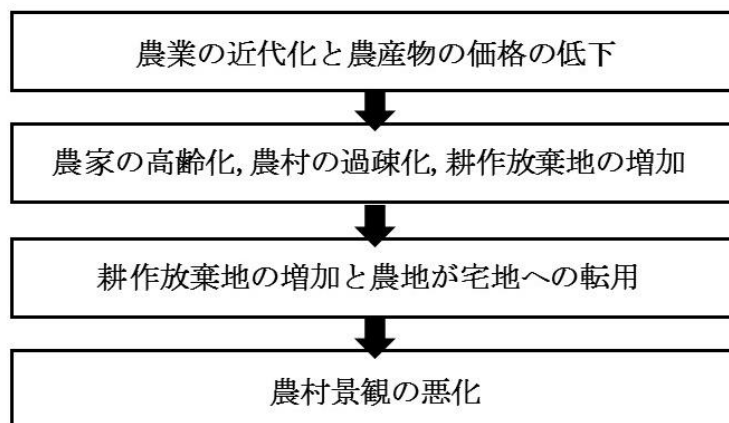 農業の近代化と農産物の価格の低下
農家の高齢化, 農村の過疎化, 耕作放棄地の増加
耕作放棄地の増加と農地が宅地への転用
農村景観の悪化